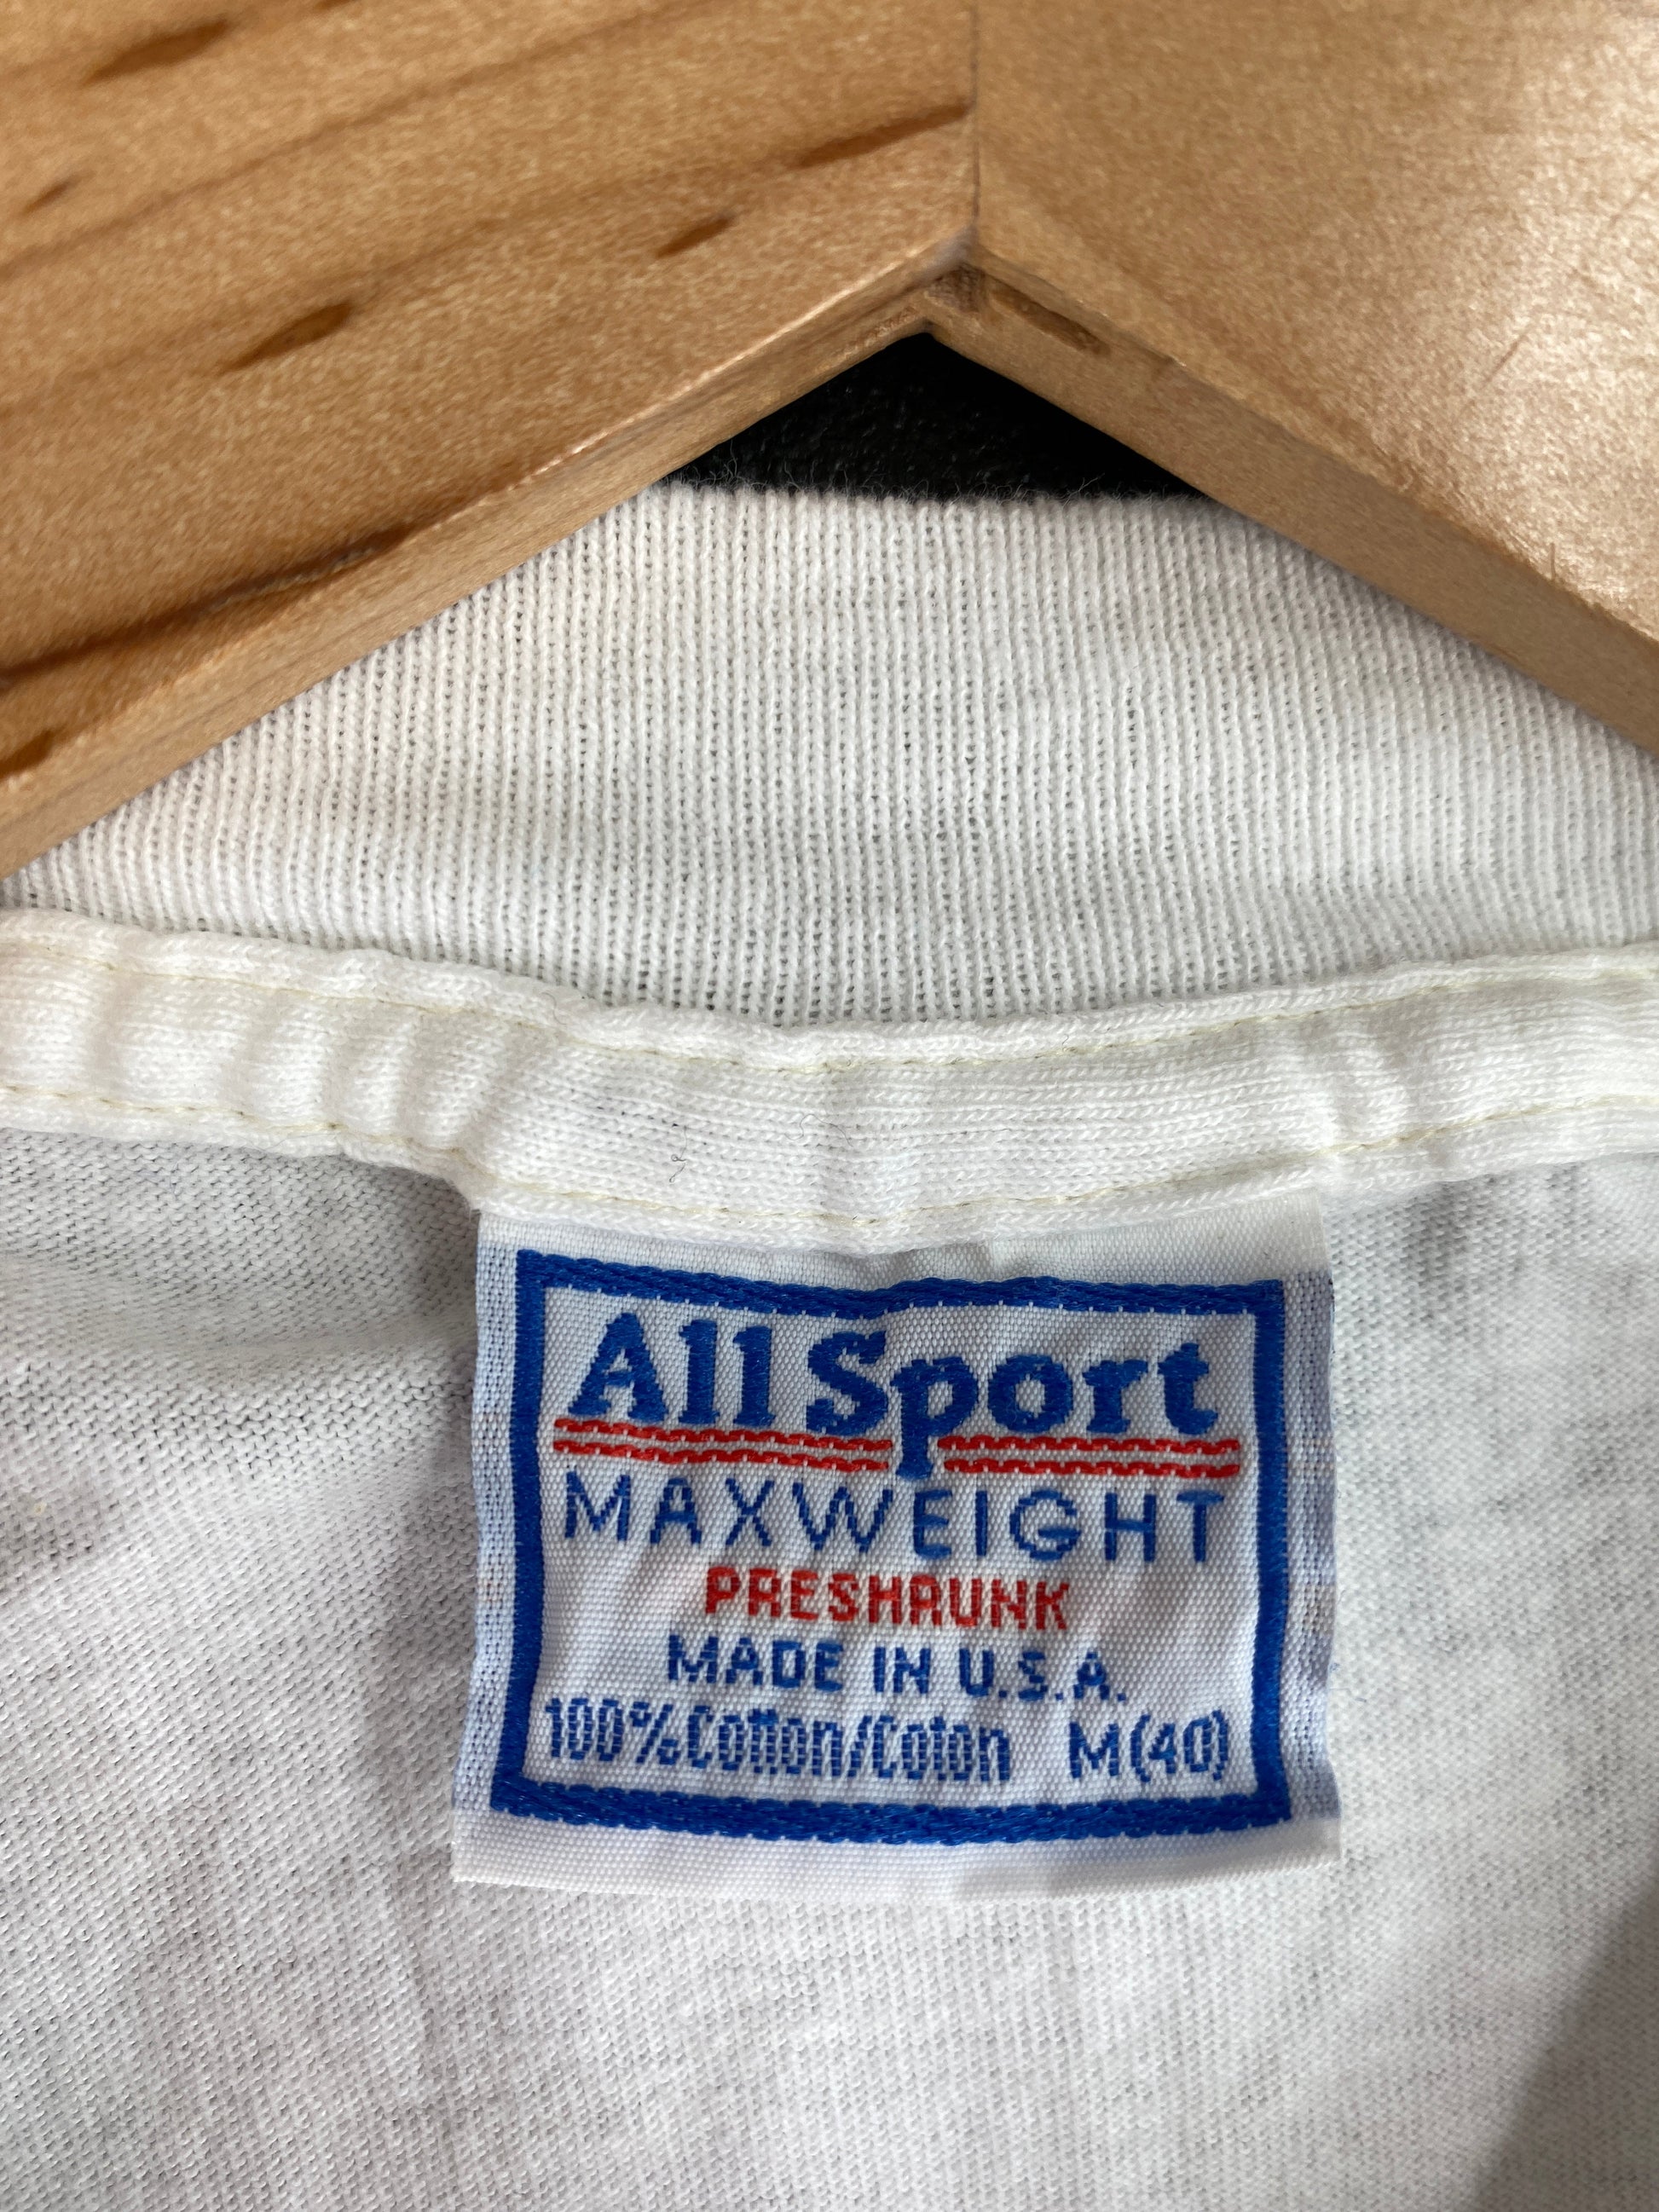 All Sport
MAXWEIGHT
PRESHRUNK
MADE IN U.S.A.
100% Cotton/Coton M(40)